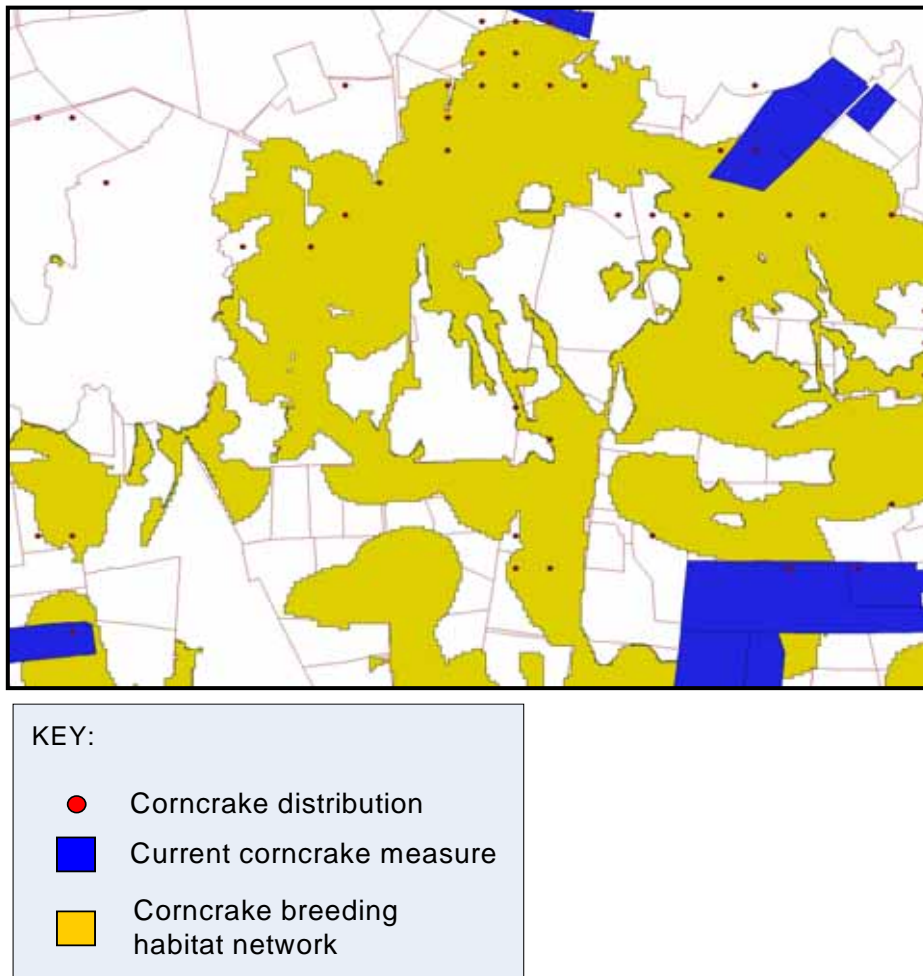 KEY:
Corncrake distribution
Current corncrake measure
Corncrake breeding
habitat network